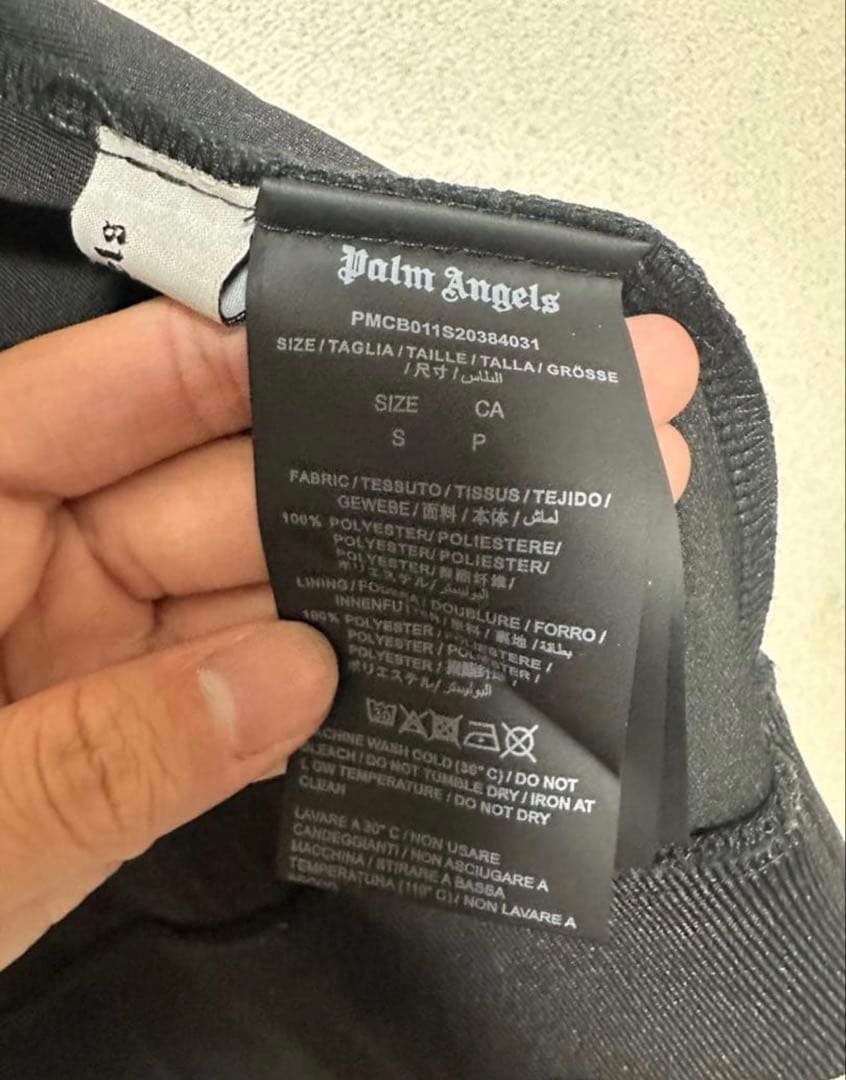 els
Palm Angels
PMCB011S20384031
SIZE/TAGLIA/TAILLE/TALLA/GRÖSSE
/尺寸/
SIZE CA
S P
FABRIC/TESSUTO/TISSUS/TEJIDO/
GEWEBE/面料/本体/قماش
100% POLYESTER/POLIESTERE/
POLYESTER/POLIESTER/
POLYESTER/聚酯纤维/
ポリエステル/البوليستر
LINING/FODERA/DOUBLURE/FORRO/
里料/裏地/بطانة
100% POLYESTER/POLIESTERE/
POLYESTER/POLIESTER/
POLYESTER/
ポリエステル/البوليستر
30
MACHINE WASH COLD (30°C)/DO NOT
BLEACH/DO NOT TUMBLE DRY/IRON AT
LOW TEMPERATURE/DO NOT DRY
CLEAN
LAVARE A 30° C/NON USARE
CANDEGGIANTI/NON ASCIUGARE A
MACCHINA/STIRARE A BASSA
TEMPERATURA (110° C)/NON LAVARE A